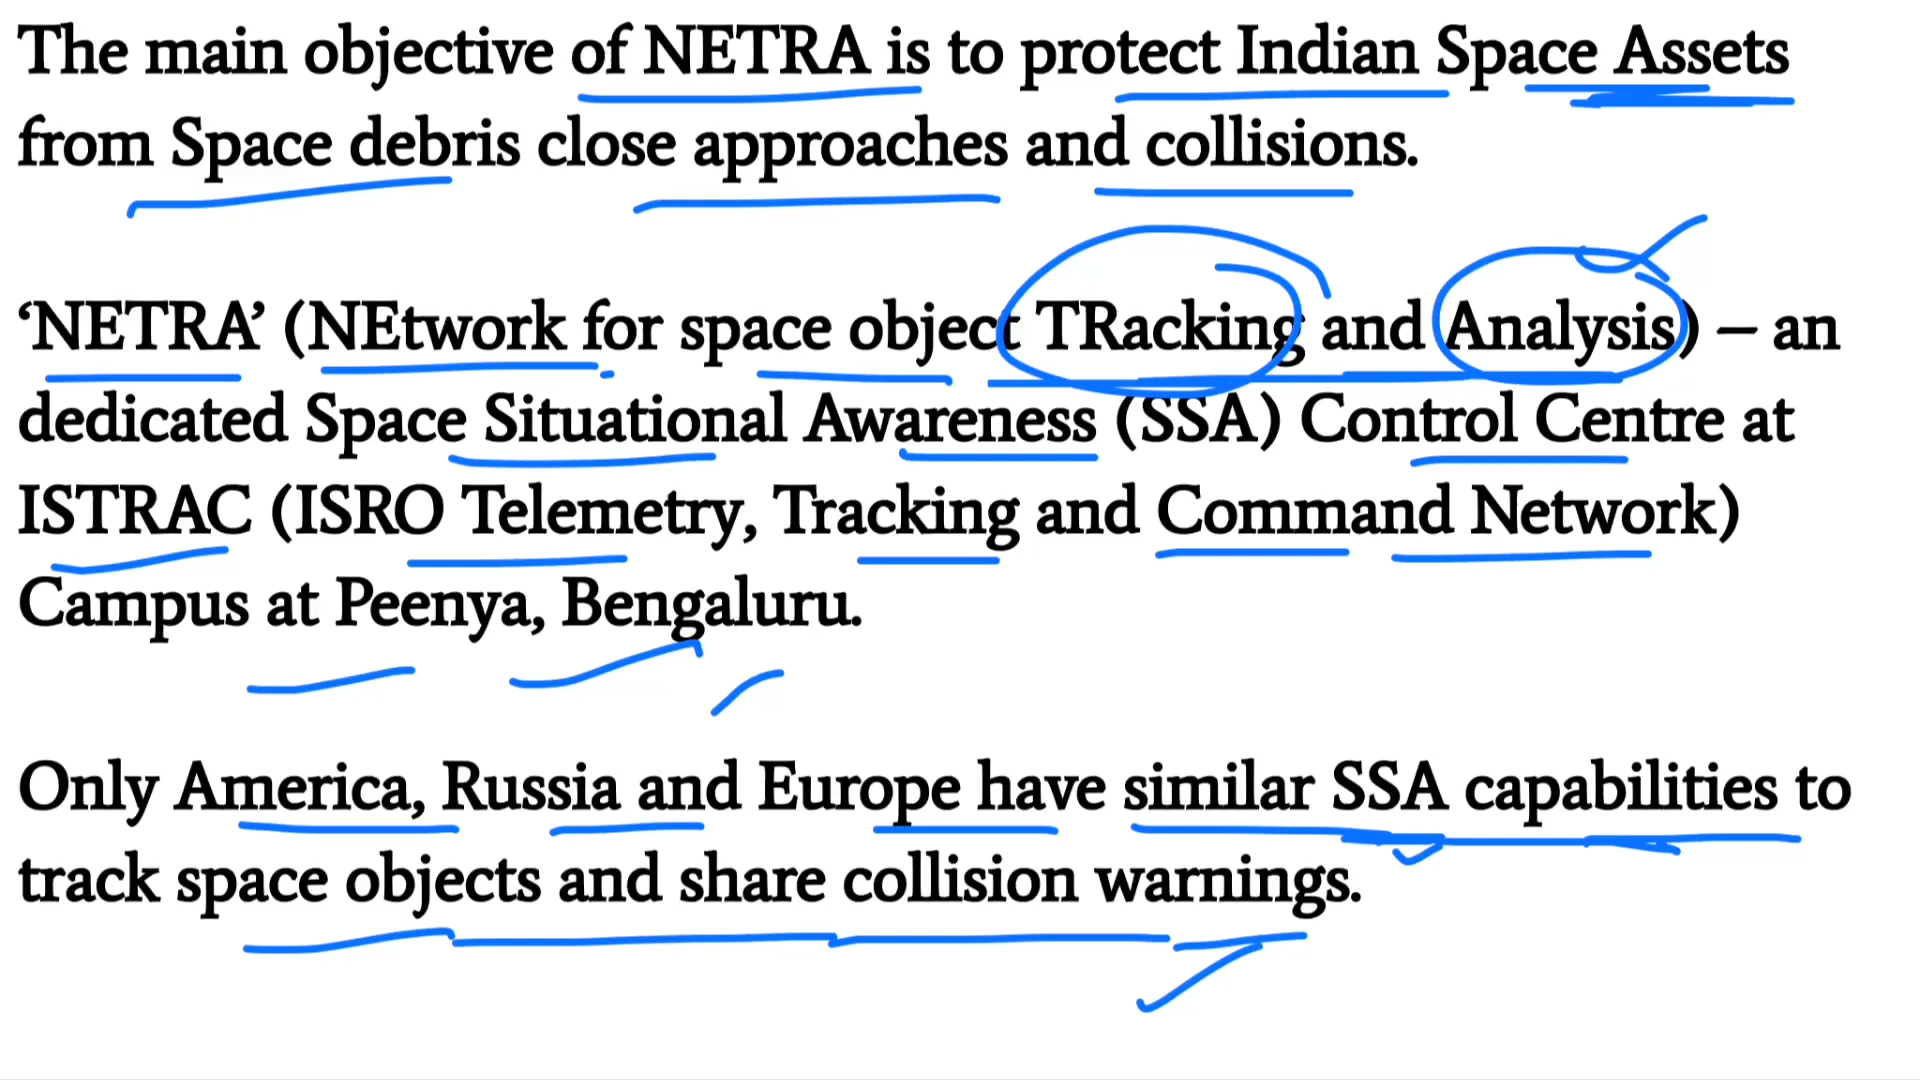 The main objective of NETRA is to protect Indian Space Assets
from Space debris close approaches and collisions.
‘NETRA’ (NEtwork for space object TRacking and Analysis) – an
dedicated Space Situational Awareness (SSA) Control Centre at
ISTRAC (ISRO Telemetry, Tracking and Command Network)
Campus at Peenya, Bengaluru.
Only America, Russia and Europe have similar SSA capabilities to
track space objects and share collision warnings.